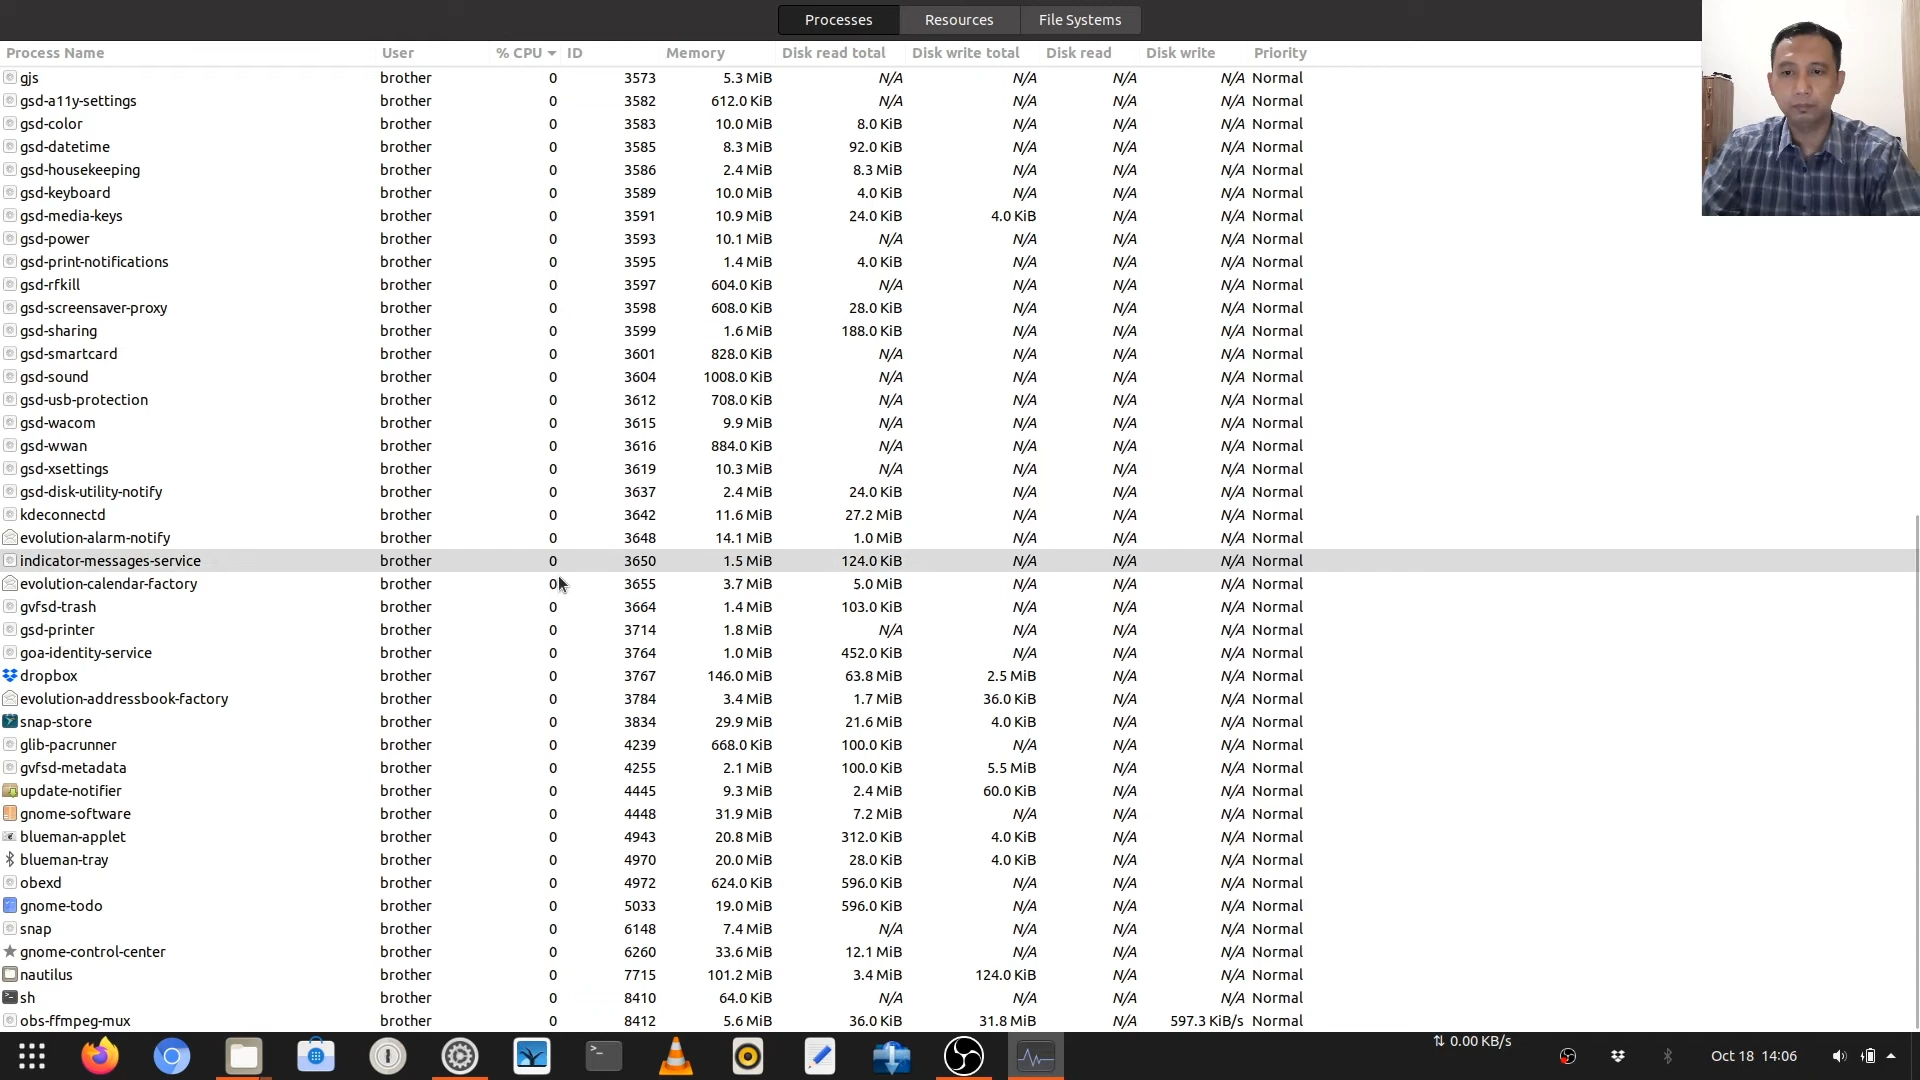 Processes Resources File Systems
Process Name User % CPU ID Memory Disk read total Disk write total Disk read Disk write Priority
gjs brother 0 3573 5.3 MiB N/A N/A N/A N/A Normal
gsd-a11y-settings brother 0 3582 612.0 KiB N/A N/A N/A N/A Normal
gsd-color brother 0 3583 10.0 MiB 8.0 KiB N/A N/A N/A Normal
gsd-datetime brother 0 3585 8.3 MiB 92.0 KiB N/A N/A N/A Normal
gsd-housekeeping brother 0 3586 2.4 MiB 8.3 MiB N/A N/A N/A Normal
gsd-keyboard brother 0 3589 10.0 MiB 4.0 KiB N/A N/A N/A Normal
gsd-media-keys brother 0 3591 10.9 MiB 24.0 KiB 4.0 KiB N/A N/A Normal
gsd-power brother 0 3593 10.1 MiB N/A N/A N/A N/A Normal
gsd-print-notifications brother 0 3595 1.4 MiB 4.0 KiB N/A N/A N/A Normal
gsd-rfkill brother 0 3597 604.0 KiB N/A N/A N/A N/A Normal
gsd-screensaver-proxy brother 0 3598 608.0 KiB 28.0 KiB N/A N/A N/A Normal
gsd-sharing brother 0 3599 1.6 MiB 188.0 KiB N/A N/A N/A Normal
gsd-smartcard brother 0 3601 828.0 KiB N/A N/A N/A N/A Normal
gsd-sound brother 0 3604 1008.0 KiB N/A N/A N/A N/A Normal
gsd-usb-protection brother 0 3612 708.0 KiB N/A N/A N/A N/A Normal
gsd-wacom brother 0 3615 9.9 MiB N/A N/A N/A N/A Normal
gsd-wwan brother 0 3616 884.0 KiB N/A N/A N/A N/A Normal
gsd-xsettings brother 0 3619 10.3 MiB N/A N/A N/A N/A Normal
gsd-disk-utility-notify brother 0 3637 2.4 MiB 24.0 KiB N/A N/A N/A Normal
kdeconnectd brother 0 3642 11.6 MiB 27.2 MiB N/A N/A N/A Normal
evolution-alarm-notify brother 0 3648 14.1 MiB 1.0 MiB N/A N/A N/A Normal
indicator-messages-service brother 0 3650 1.5 MiB 124.0 KiB N/A N/A N/A Normal
evolution-calendar-factory brother 0 3655 3.7 MiB 5.0 MiB N/A N/A N/A Normal
gvfsd-trash brother 0 3664 1.4 MiB 103.0 KiB N/A N/A N/A Normal
gsd-printer brother 0 3714 1.8 MiB N/A N/A N/A N/A Normal
goa-identity-service brother 0 3764 1.0 MiB 452.0 KiB N/A N/A N/A Normal
dropbox brother 0 3767 146.0 MiB 63.8 MiB 2.5 MiB N/A N/A Normal
evolution-addressbook-factory brother 0 3784 3.4 MiB 1.7 MiB 36.0 KiB N/A N/A Normal
snap-store brother 0 3834 29.9 MiB 21.6 MiB 4.0 KiB N/A N/A Normal
glib-pacrunner brother 0 4239 668.0 KiB 100.0 KiB N/A N/A N/A Normal
gvfsd-metadata brother 0 4255 2.1 MiB 100.0 KiB 5.5 MiB N/A N/A Normal
update-notifier brother 0 4445 9.3 MiB 2.4 MiB 60.0 KiB N/A N/A Normal
gnome-software brother 0 4448 31.9 MiB 7.2 MiB N/A N/A N/A Normal
blueman-applet brother 0 4943 20.8 MiB 312.0 KiB 4.0 KiB N/A N/A Normal
blueman-tray brother 0 4970 20.0 MiB 28.0 KiB 4.0 KiB N/A N/A Normal
obexd brother 0 4972 624.0 KiB 596.0 KiB N/A N/A N/A Normal
gnome-todo brother 0 5033 19.0 MiB 596.0 KiB N/A N/A N/A Normal
snap brother 0 6148 7.4 MiB N/A N/A N/A N/A Normal
gnome-control-center brother 0 6260 33.6 MiB 12.1 MiB N/A N/A N/A Normal
nautilus brother 0 7715 101.2 MiB 3.4 MiB 124.0 KiB N/A N/A Normal
sh brother 0 8410 64.0 KiB N/A N/A N/A N/A Normal
obs-ffmpeg-mux brother 0 8412 5.6 MiB 36.0 KiB 31.8 MiB N/A 597.3 KiB/s Normal
0.00 KB/s
Oct 18 14:06